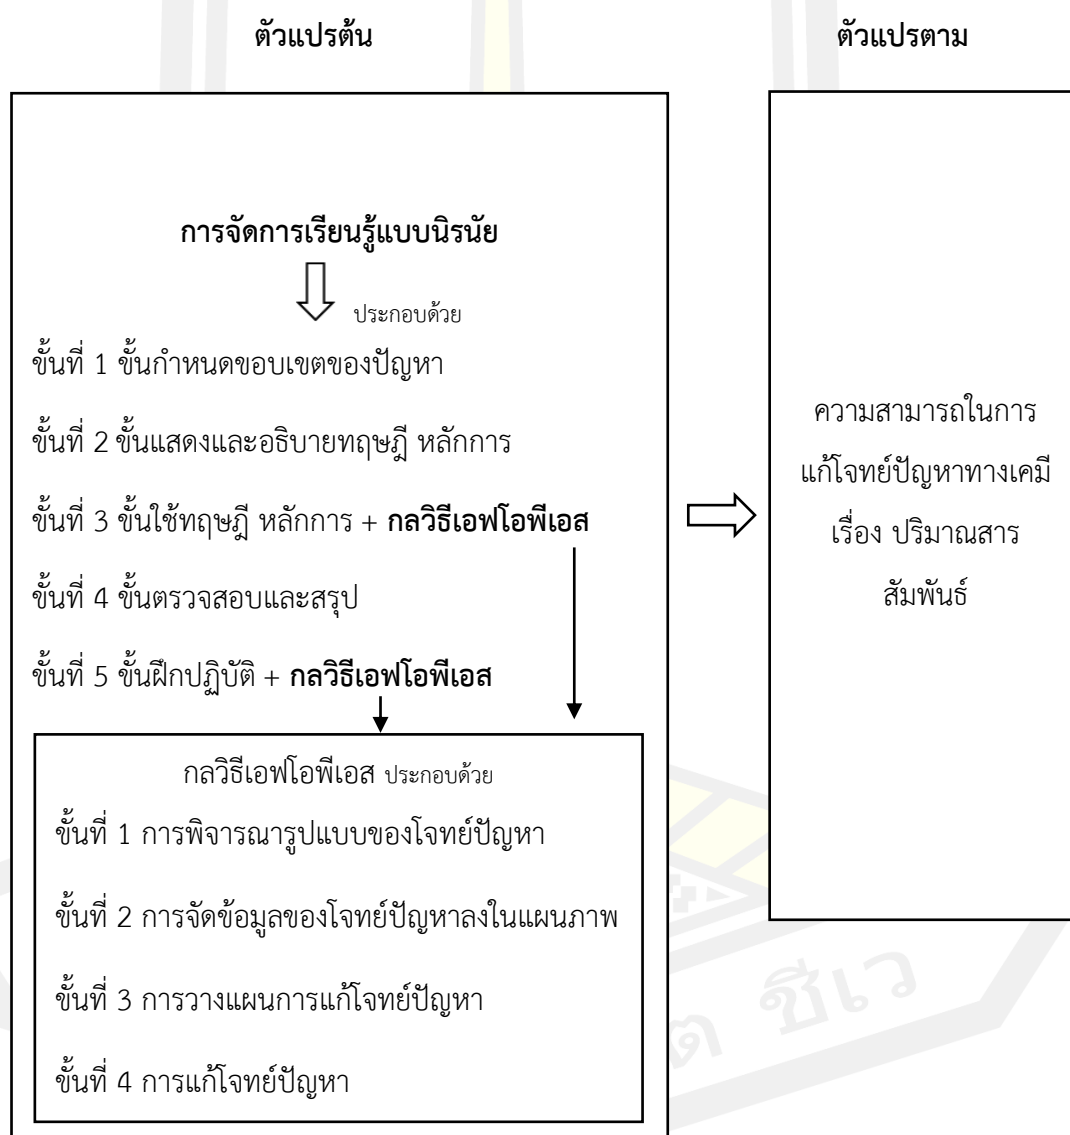 ตัวแปรต้น
ตัวแปรตาม
การจัดการเรียนรู้แบบนิรนัย
ประกอบด้วย
ขั้นที่ 1 ขั้นกำหนดขอบเขตของปัญหา
ขั้นที่ 2 ขั้นแสดงและอธิบายทฤษฎี หลักการ
ขั้นที่ 3 ขั้นใช้ทฤษฎี หลักการ + กลวิธีเอฟโอพีเอส
ขั้นที่ 4 ขั้นตรวจสอบและสรุป
ขั้นที่ 5 ขั้นฝึกปฏิบัติ + กลวิธีเอฟโอพีเอส
กลวิธีเอฟโอพีเอส ประกอบด้วย
ขั้นที่ 1 การพิจารณารูปแบบของโจทย์ปัญหา
ขั้นที่ 2 การจัดข้อมูลของโจทย์ปัญหาลงในแผนภาพ
ขั้นที่ 3 การวางแผนการแก้โจทย์ปัญหา
ขั้นที่ 4 การแก้โจทย์ปัญหา
ความสามารถในการ
แก้โจทย์ปัญหาทางเคมี
เรื่อง ปริมาณสาร
สัมพันธ์
ต ชีเว